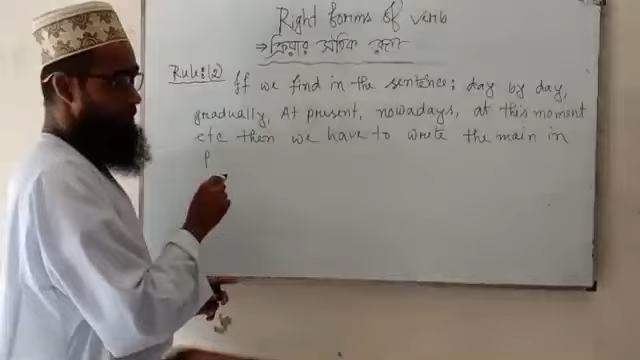 Right forms of verb
→ ক্রিয়ার সঠিক রূপ
Rule:(2) If we find in the sentence; day by day,
gradually, At present, nowadays, at this moment
etc then we have to write the main in
p